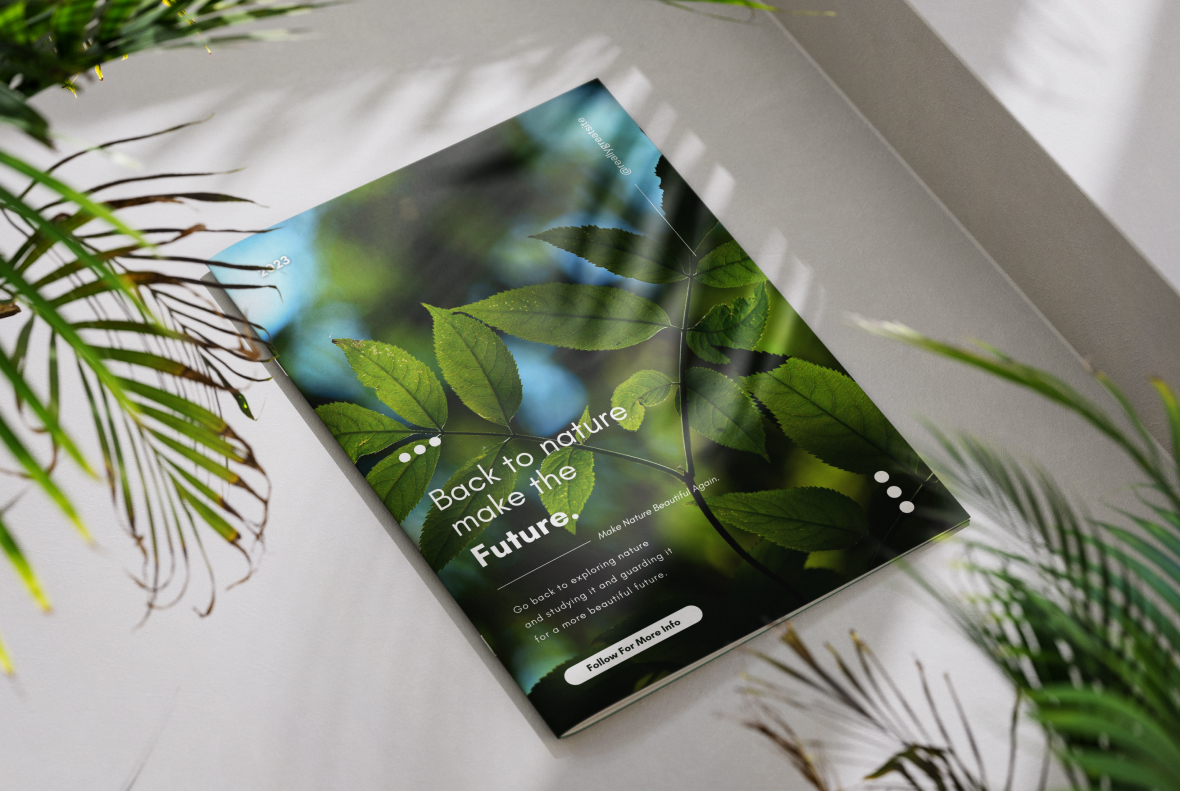 2023
@reallygreatsite
Back to nature
make the
Future.
Make Nature Beautiful Again.
Go back to exploring nature
and studying it and guarding it
for a more beautiful future.
Follow For More Info